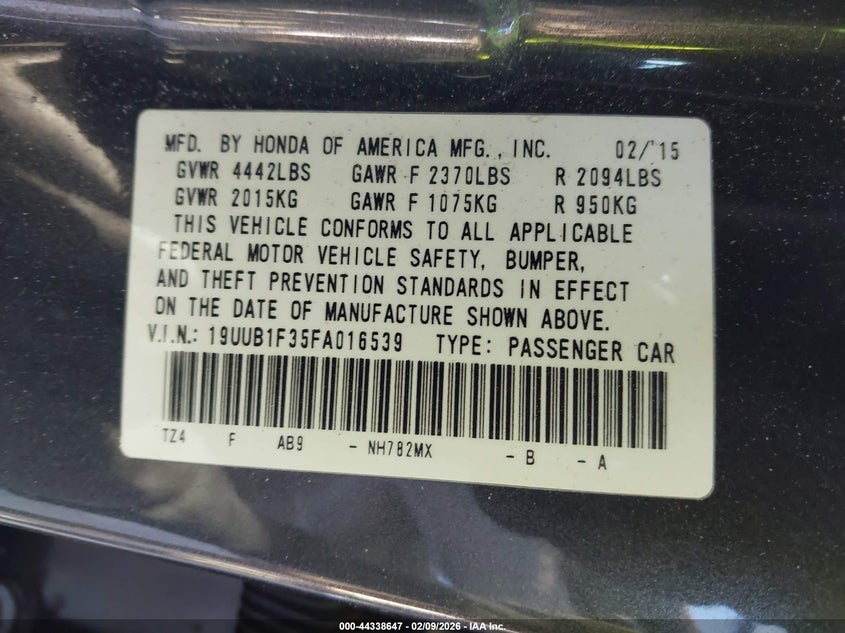 MFD. BY HONDA OF AMERICA MFG., INC. 02/'15
GVWR 4442LBS GAWR F 2370LBS R 2094LBS
GVWR 2015KG GAWR F 1075KG R 950KG
THIS VEHICLE CONFORMS TO ALL APPLICABLE
FEDERAL MOTOR VEHICLE SAFETY, BUMPER,
AND THEFT PREVENTION STANDARDS IN EFFECT
ON THE DATE OF MANUFACTURE SHOWN ABOVE.
V.I.N.: 19UUB1F35FA016539 TYPE: PASSENGER CAR
TZ4 F AB9 - NH782MX - B - A
000-44338647 - 02/09/2026 - IAA Inc.